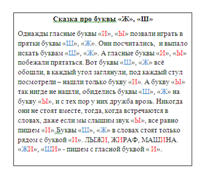 Сказка про буквы «Ж», «Ш»
Однажды гласные буквы «И», «Ы» позвали играть в
прятки буквы «Ш», «Ж». Они посчитались, и выпало
искать буквам «Ш», «Ж». А гласные буквы «И», «Ы»
побежали прятаться. Вот буквы «Ш», «Ж» всё
обошли, в каждый угол заглянули, под каждый стул
посмотрели – нашли только букву «И». А букву «Ы»
так нигде не нашли, обиделись буквы «Ш», «Ж» на
букву «Ы», и с тех пор у них дружба врозь. Никогда
они не стоят вместе, тогда, когда встречаются в
словах, даже если мы слышим звук «Ы», все равно
пишем «И».Буквы «Ш», «Ж» в словах стоят только
рядом с буквой «И». ЛЫЖИ, ЖИРАФ, МАШИНА.
«ЖИ», «ШИ» - пишем с гласной буквой « И».